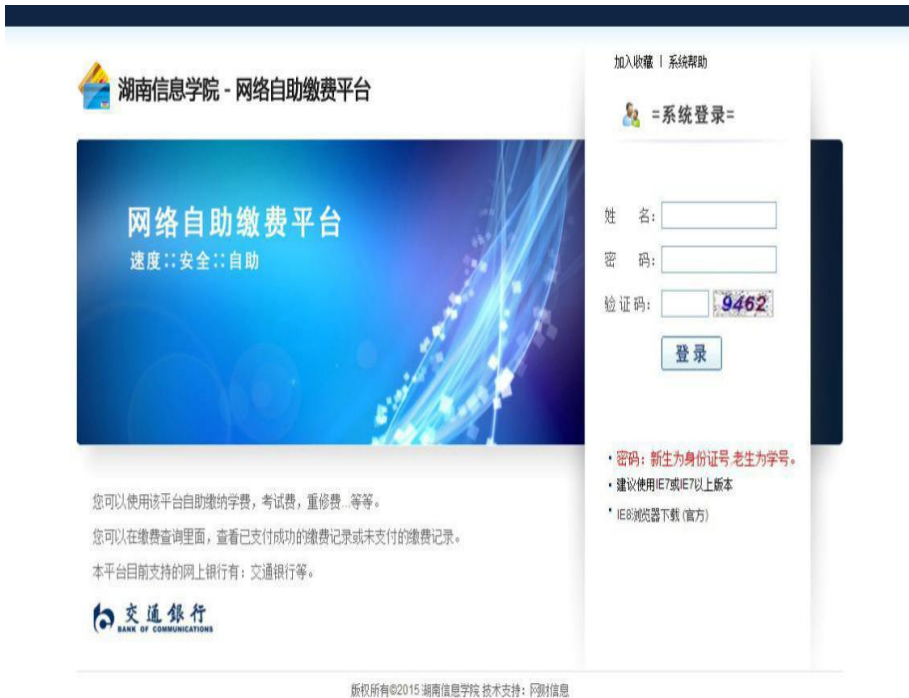 加入收藏 | 系统帮助
湖南信息学院 - 网络自助缴费平台
=系统登录=
网络自助缴费平台
速度::安全::自助
姓 名:
密 码:
验证码: 9462
登录
·密码:新生为身份证号,老生为学号。
·建议使用IE7或IE7以上版本
·IE8浏览器下载(官方)
您可以使用该平台自助缴纳学费,考试费,重修费...等等。
您可以在缴费查询里面,查看已支付成功的缴费记录或未支付的缴费记录。
本平台目前支持的网上银行有:交通银行等。
交通銀行
BANK OF COMMUNICATIONS
版权所有©2015 湖南信息学院 技术支持:网财信息